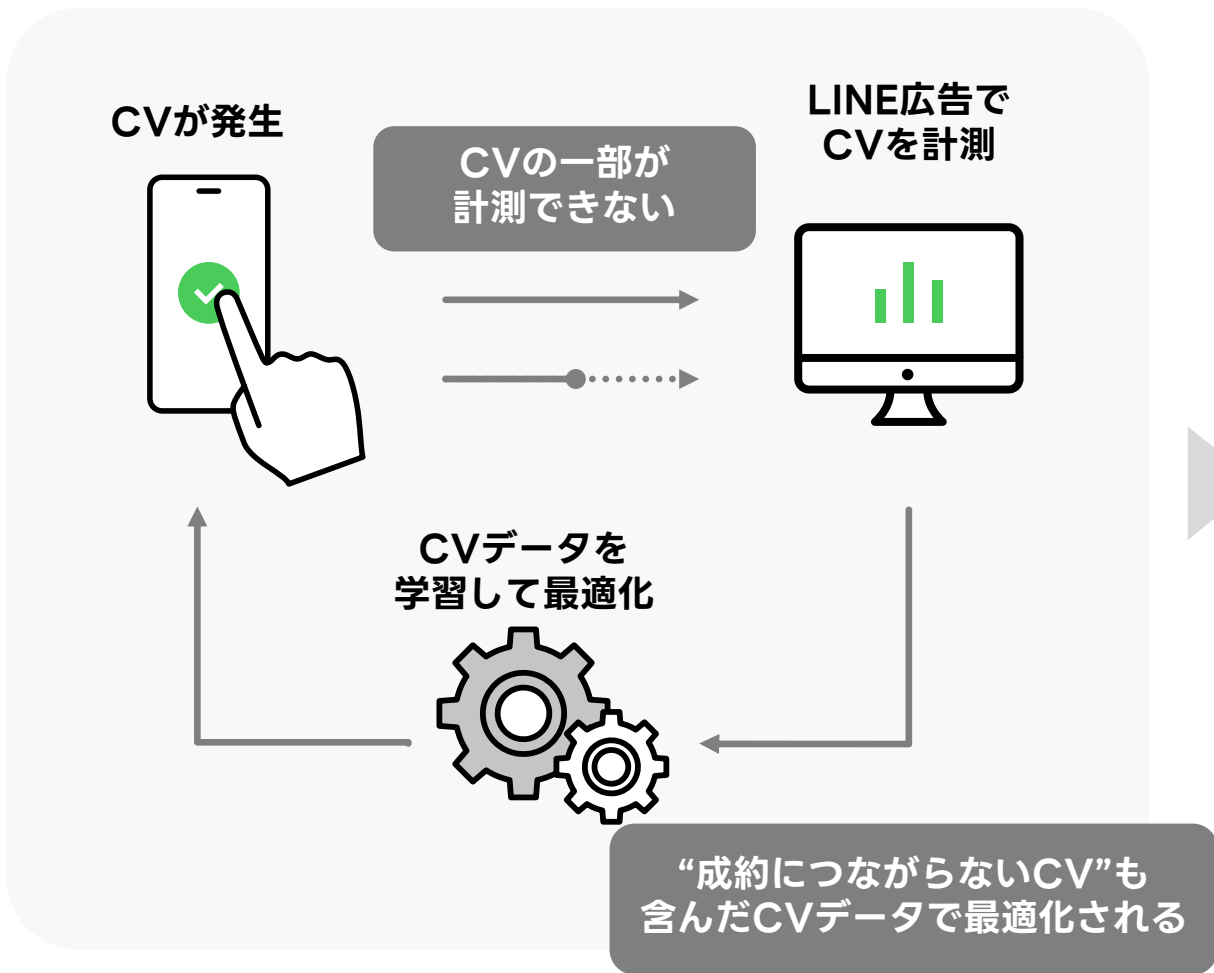 CVが発生
CVの一部が
計測できない
LINE広告で
CVを計測
CVデータを
学習して最適化
“成約につながらないCV”も
含んだCVデータで最適化される